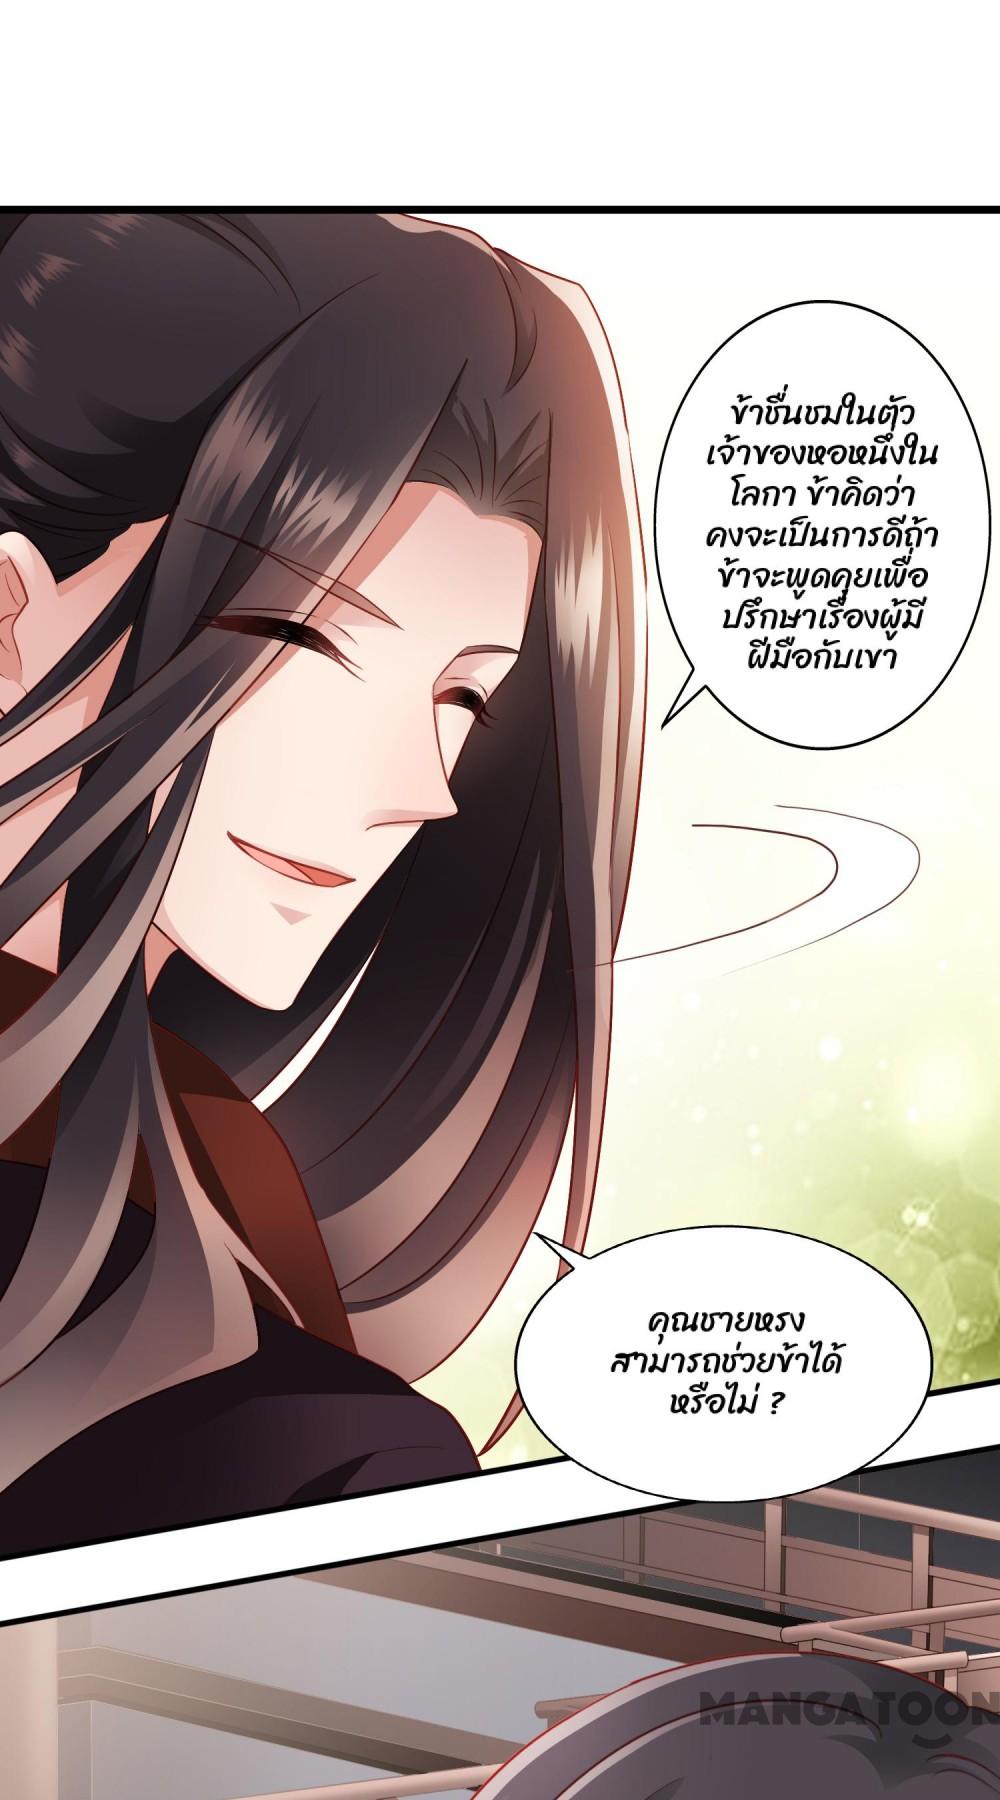 ข้าชื่นชมในตัว
เจ้าของหอหนึ่งใน
โลกา ข้าคิดว่า
คงจะเป็นการดีถ้า
ข้าจะพูดคุยเพื่อ
ปรึกษาเรื่องผู้มี
ฝีมือกับเขา
คุณชายหรง
สามารถช่วยข้าได้
หรือไม่ ?
MANGATOON